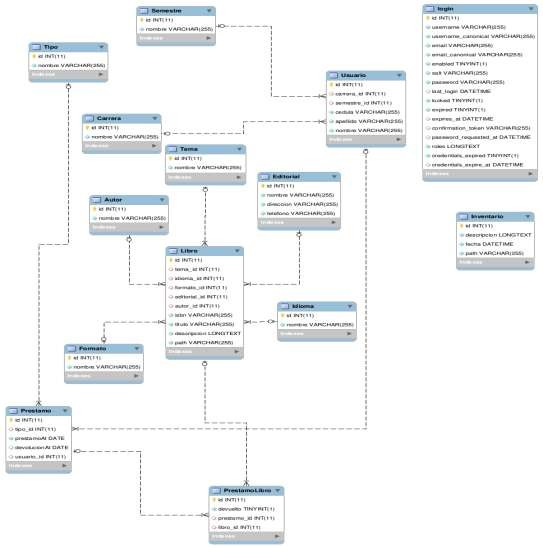 Semestre
id INT(11)
nombre VARCHAR(255)
Indexes
Tipo
id INT(11)
nombre VARCHAR(255)
Indexes
Carrera
id INT(11)
nombre VARCHAR(255)
Indexes
Usuario
id INT(11)
carrera_id INT(11)
semestre_id INT(11)
cedula VARCHAR(255)
apellido VARCHAR(255)
nombre VARCHAR(255)
Indexes
login
id INT(11)
username VARCHAR(255)
username_canonical VARCHAR(255)
email VARCHAR(255)
email_canonical VARCHAR(255)
enabled TINYINT(1)
salt VARCHAR(255)
password VARCHAR(255)
last_login DATETIME
locked TINYINT(1)
expired TINYINT(1)
expires_at DATETIME
confirmation_token VARCHAR(255)
password_requested_at DATETIME
roles LONGTEXT
credentials_expired TINYINT(1)
credentials_expire_at DATETIME
Indexes
Tema
id INT(11)
nombre VARCHAR(255)
Indexes
Editorial
id INT(11)
nombre VARCHAR(255)
direccion VARCHAR(255)
telefono VARCHAR(255)
Indexes
Autor
id INT(11)
nombre VARCHAR(255)
Indexes
Inventario
id INT(11)
descripcion LONGTEXT
fecha DATETIME
path VARCHAR(255)
Indexes
Libro
id INT(11)
tema_id INT(11)
idioma_id INT(11)
formato_id INT(11)
editorial_id INT(11)
autor_id INT(11)
isbn VARCHAR(255)
titulo VARCHAR(255)
descripcion LONGTEXT
path VARCHAR(255)
Indexes
Idioma
id INT(11)
nombre VARCHAR(255)
Indexes
Formato
id INT(11)
nombre VARCHAR(255)
Indexes
Prestamo
id INT(11)
tipo_id INT(11)
prestamoAt DATE
devolucionAt DATE
usuario_id INT(11)
Indexes
PrestamoLibro
id INT(11)
devuelto TINYINT(1)
prestamo_id INT(11)
libro_id INT(11)
Indexes